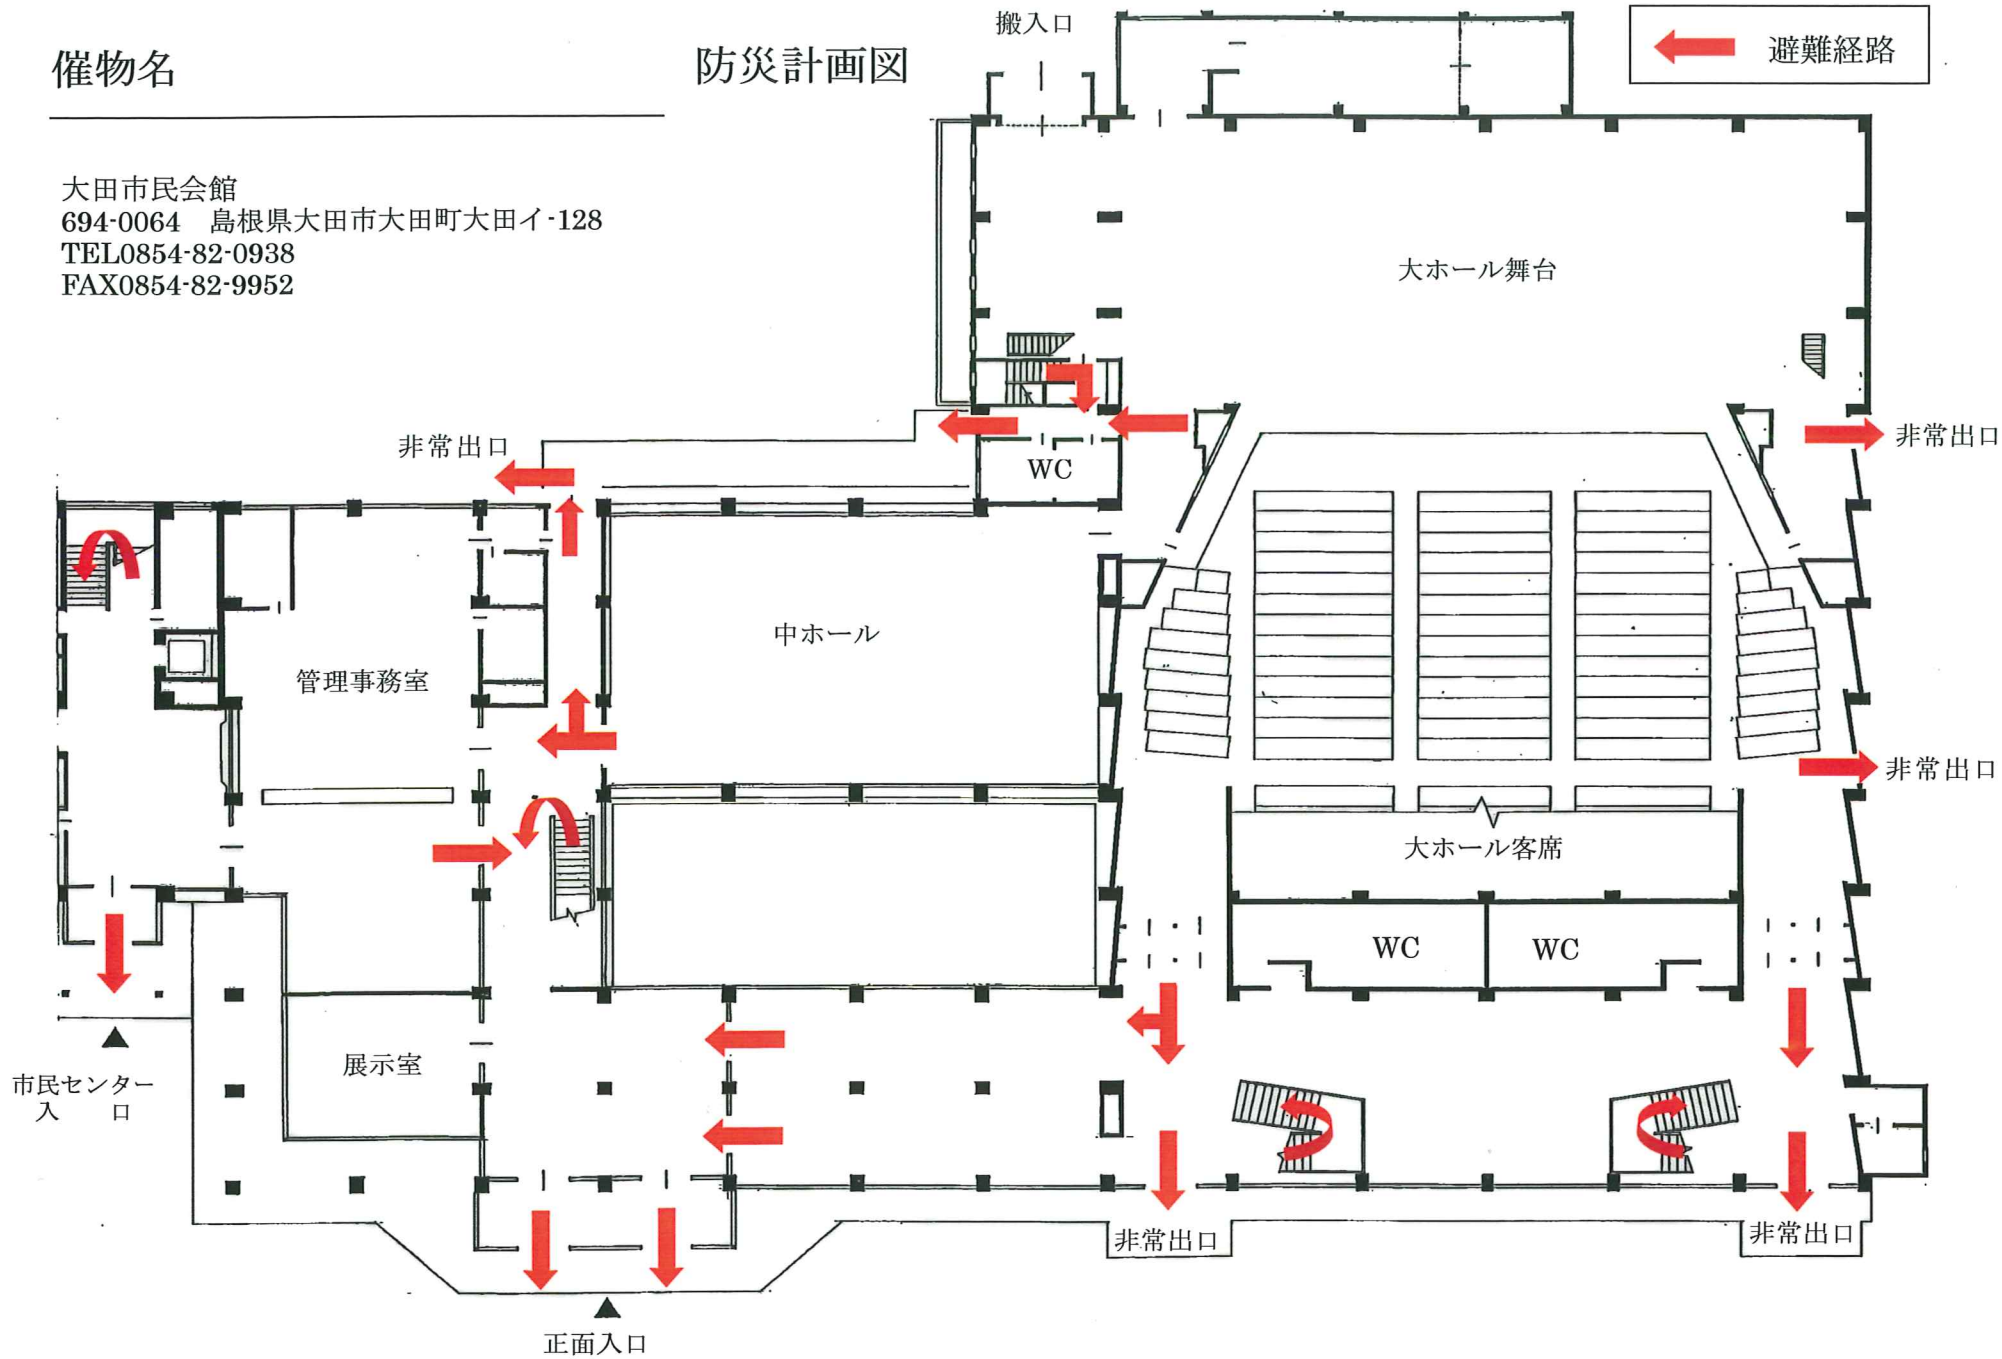 催物名
防災計画図
搬入口
避難経路
大田市民会館
694-0064　島根県大田市大田町大田イ-128
TEL0854-82-0938
FAX0854-82-9952
大ホール舞台
非常出口
非常出口
WC
中ホール
管理事務室
非常出口
大ホール客席
WC
WC
展示室
市民センター
入　　口
非常出口
非常出口
正面入口